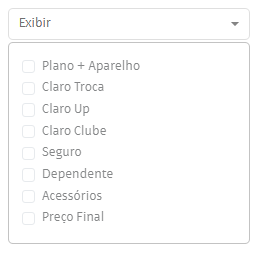 Exibir
Plano + Aparelho
Claro Troca
Claro Up
Claro Clube
Seguro
Dependente
Acessórios
Preço Final